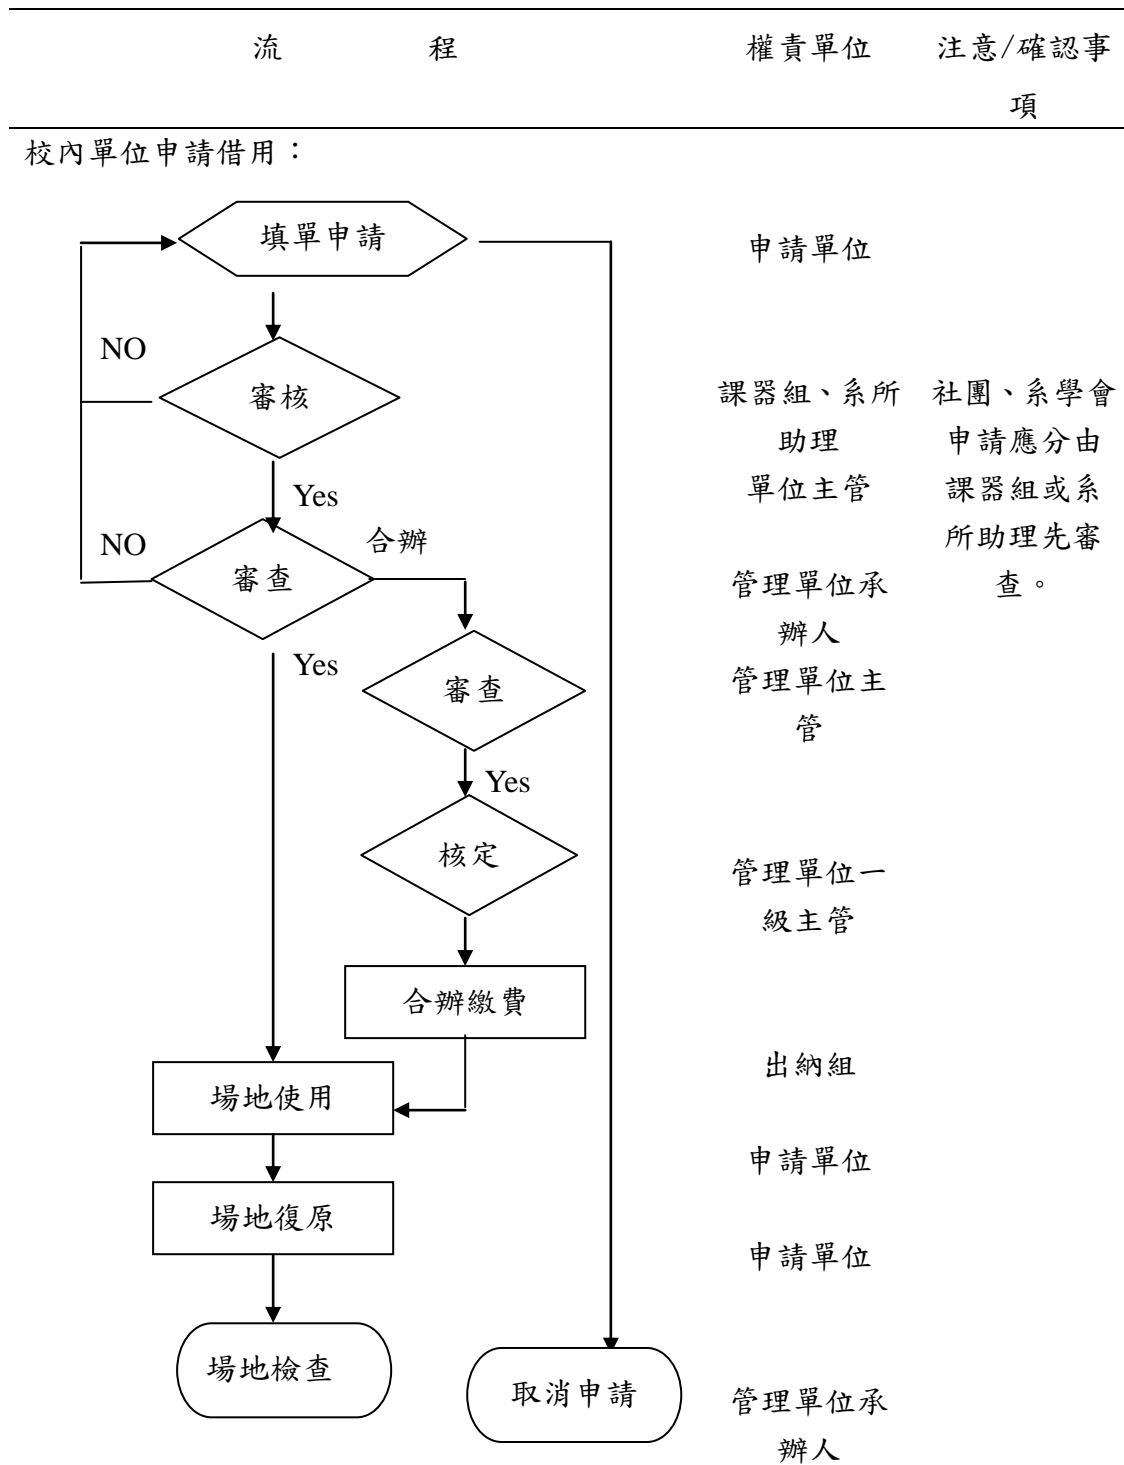 流 程 權責單位 注意/確認事
項
校內單位申請借用：
填單申請
申請單位
NO
審核
課器組、系所
助理
單位主管
社團、系學會
申請應分由
課器組或系
所助理先審
查。
Yes
NO
合辦
審查
管理單位承
辦人
Yes
審查
管理單位主
管
Yes
核定
管理單位一
級主管
合辦繳費
出納組
場地使用
申請單位
場地復原
申請單位
場地檢查
取消申請
管理單位承
辦人